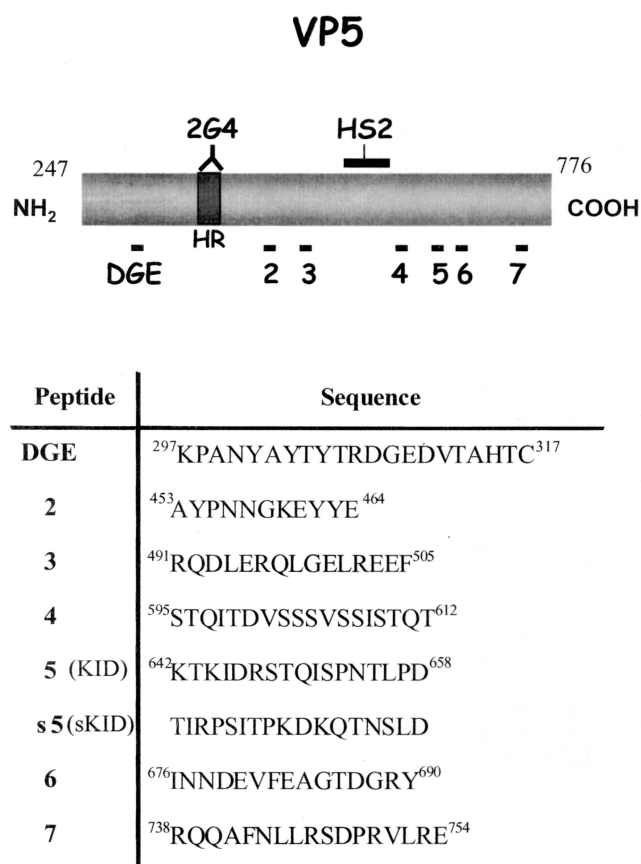 VP5
2G4 HS2
247 776
NH₂ COOH
HR
DGE 2 3 4 5 6 7
Peptide Sequence
DGE ²⁹⁷KPANYAYTYTRDGEDVTAHTC³¹⁷
2 ⁴⁵³AYPNNGKEYYE⁴⁶⁴
3 ⁴⁹¹RQDLERQLGELREEF⁵⁰⁵
4 ⁵⁹⁵STQITDVSSSVSSISTQT⁶¹²
5 (KID) ⁶⁴²KTKIDRSTQISPNTLPD⁶⁵⁸
s5 (sKID) TIRPSITPKDKQTNSLD
6 ⁶⁷⁶INNDEVFEAGTDGRY⁶⁹⁰
7 ⁷³⁸RQQAFNLLRSDPRVLRE⁷⁵⁴